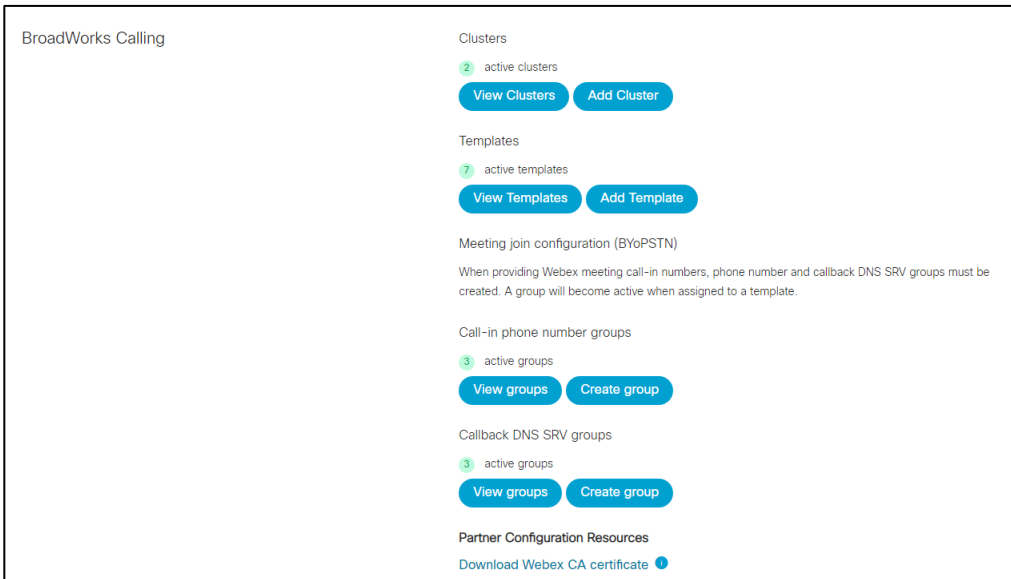 BroadWorks Calling
Clusters
2 active clusters
View Clusters Add Cluster
Templates
7 active templates
View Templates Add Template
Meeting join configuration (BYoPSTN)
When providing Webex meeting call-in numbers, phone number and callback DNS SRV groups must be
created. A group will become active when assigned to a template.
Call-in phone number groups
3 active groups
View groups Create group
Callback DNS SRV groups
3 active groups
View groups Create group
Partner Configuration Resources
Download Webex CA certificate i